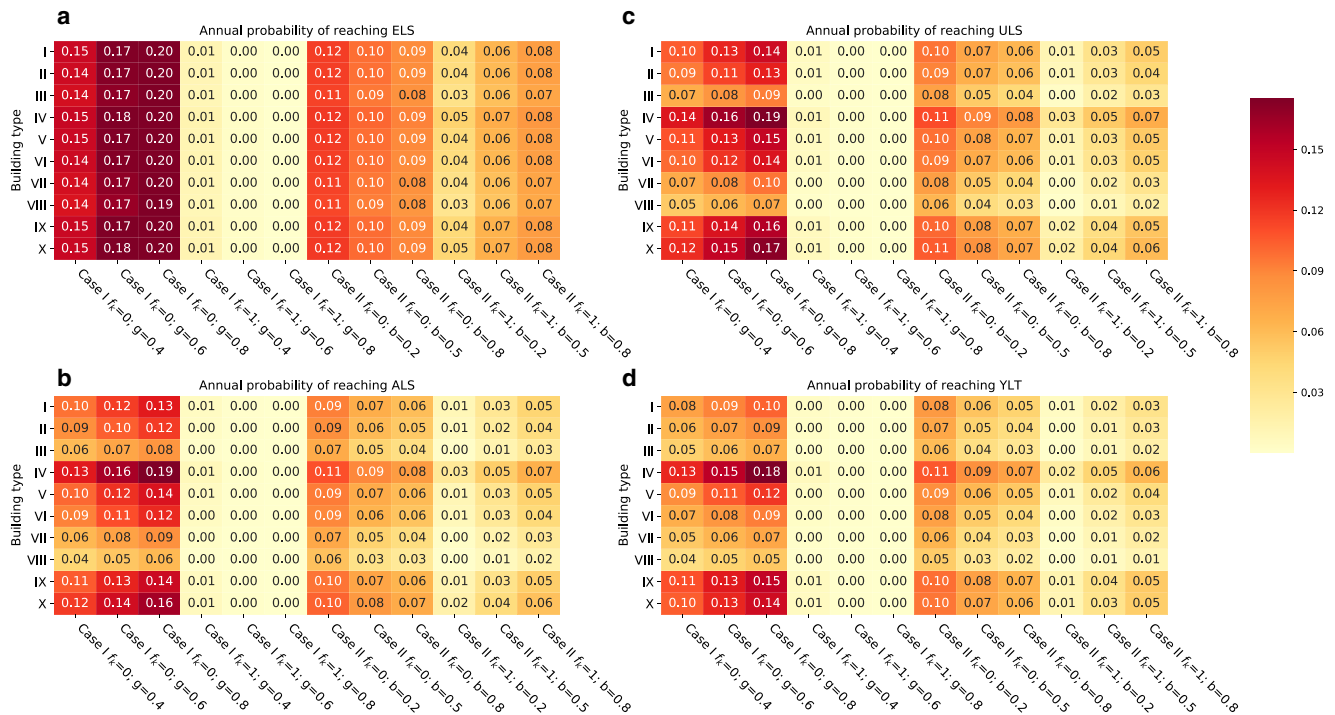 a
Annual probability of reaching ELS
Building type
I 0.15 0.17 0.20 0.01 0.00 0.00 0.12 0.10 0.09 0.04 0.06 0.08
II 0.14 0.17 0.20 0.01 0.00 0.00 0.12 0.10 0.09 0.04 0.06 0.08
III 0.14 0.17 0.20 0.01 0.00 0.00 0.11 0.09 0.08 0.03 0.06 0.07
IV 0.15 0.18 0.20 0.01 0.00 0.00 0.12 0.10 0.09 0.05 0.07 0.08
V 0.15 0.17 0.20 0.01 0.00 0.00 0.12 0.10 0.09 0.04 0.06 0.08
VI 0.14 0.17 0.20 0.01 0.00 0.00 0.12 0.10 0.09 0.04 0.06 0.08
VII 0.14 0.17 0.20 0.01 0.00 0.00 0.11 0.10 0.08 0.04 0.06 0.07
VIII 0.14 0.17 0.19 0.01 0.00 0.00 0.11 0.09 0.08 0.03 0.06 0.07
IX 0.15 0.17 0.20 0.01 0.00 0.00 0.12 0.10 0.09 0.04 0.07 0.08
X 0.15 0.18 0.20 0.01 0.00 0.00 0.12 0.10 0.09 0.05 0.07 0.08
Case I fk=0; g=0.4
Case I fk=0; g=0.6
Case I fk=0; g=0.8
Case I fk=1; g=0.4
Case I fk=1; g=0.6
Case I fk=1; g=0.8
Case II fk=0; b=0.2
Case II fk=0; b=0.5
Case II fk=0; b=0.8
Case II fk=1; b=0.2
Case II fk=1; b=0.5
Case II fk=1; b=0.8
c
Annual probability of reaching ULS
Building type
I 0.10 0.13 0.14 0.01 0.00 0.00 0.10 0.07 0.06 0.01 0.03 0.05
II 0.09 0.11 0.13 0.01 0.00 0.00 0.09 0.07 0.06 0.01 0.03 0.04
III 0.07 0.08 0.09 0.00 0.00 0.00 0.08 0.05 0.04 0.00 0.02 0.03
IV 0.14 0.16 0.19 0.01 0.00 0.00 0.11 0.09 0.08 0.03 0.05 0.07
V 0.11 0.13 0.15 0.01 0.00 0.00 0.10 0.08 0.07 0.01 0.03 0.05
VI 0.10 0.12 0.14 0.01 0.00 0.00 0.09 0.07 0.06 0.01 0.03 0.05
VII 0.07 0.08 0.10 0.00 0.00 0.00 0.08 0.05 0.04 0.00 0.02 0.03
VIII 0.05 0.06 0.07 0.00 0.00 0.00 0.06 0.04 0.03 0.00 0.01 0.02
IX 0.11 0.14 0.16 0.01 0.00 0.00 0.10 0.08 0.07 0.02 0.04 0.05
X 0.12 0.15 0.17 0.01 0.00 0.00 0.11 0.08 0.07 0.02 0.04 0.06
Case I fk=0; g=0.4
Case I fk=0; g=0.6
Case I fk=0; g=0.8
Case I fk=1; g=0.4
Case I fk=1; g=0.6
Case I fk=1; g=0.8
Case II fk=0; b=0.2
Case II fk=0; b=0.5
Case II fk=0; b=0.8
Case II fk=1; b=0.2
Case II fk=1; b=0.5
Case II fk=1; b=0.8
0.15
0.12
0.09
0.06
0.03
b
Annual probability of reaching ALS
Building type
I 0.10 0.12 0.13 0.01 0.00 0.00 0.09 0.07 0.06 0.01 0.03 0.05
II 0.09 0.10 0.12 0.00 0.00 0.00 0.09 0.06 0.05 0.01 0.02 0.04
III 0.06 0.07 0.08 0.00 0.00 0.00 0.07 0.05 0.04 0.00 0.01 0.03
IV 0.13 0.16 0.19 0.01 0.00 0.00 0.11 0.09 0.08 0.03 0.05 0.07
V 0.10 0.12 0.14 0.01 0.00 0.00 0.09 0.07 0.06 0.01 0.03 0.05
VI 0.09 0.11 0.12 0.00 0.00 0.00 0.09 0.06 0.06 0.01 0.03 0.04
VII 0.06 0.08 0.09 0.00 0.00 0.00 0.07 0.05 0.04 0.00 0.02 0.03
VIII 0.04 0.05 0.06 0.00 0.00 0.00 0.06 0.03 0.03 0.00 0.01 0.02
IX 0.11 0.13 0.14 0.01 0.00 0.00 0.10 0.07 0.06 0.01 0.03 0.05
X 0.12 0.14 0.16 0.01 0.00 0.00 0.10 0.08 0.07 0.02 0.04 0.06
Case I fk=0; g=0.4
Case I fk=0; g=0.6
Case I fk=0; g=0.8
Case I fk=1; g=0.4
Case I fk=1; g=0.6
Case I fk=1; g=0.8
Case II fk=0; b=0.2
Case II fk=0; b=0.5
Case II fk=0; b=0.8
Case II fk=1; b=0.2
Case II fk=1; b=0.5
Case II fk=1; b=0.8
d
Annual probability of reaching YLT
Building type
I 0.08 0.09 0.10 0.00 0.00 0.00 0.08 0.06 0.05 0.01 0.02 0.03
II 0.06 0.07 0.09 0.00 0.00 0.00 0.07 0.05 0.04 0.00 0.02 0.03
III 0.05 0.06 0.07 0.00 0.00 0.00 0.06 0.04 0.03 0.00 0.01 0.02
IV 0.13 0.15 0.18 0.01 0.00 0.00 0.11 0.09 0.07 0.02 0.05 0.06
V 0.09 0.11 0.12 0.00 0.00 0.00 0.09 0.06 0.05 0.01 0.02 0.04
VI 0.07 0.08 0.09 0.00 0.00 0.00 0.08 0.05 0.04 0.00 0.02 0.03
VII 0.05 0.06 0.07 0.00 0.00 0.00 0.06 0.04 0.03 0.00 0.01 0.02
VIII 0.04 0.05 0.05 0.00 0.00 0.00 0.05 0.03 0.02 0.00 0.01 0.01
IX 0.11 0.13 0.15 0.01 0.00 0.00 0.10 0.08 0.07 0.01 0.04 0.05
X 0.10 0.13 0.14 0.01 0.00 0.00 0.10 0.07 0.06 0.01 0.03 0.05
Case I fk=0; g=0.4
Case I fk=0; g=0.6
Case I fk=0; g=0.8
Case I fk=1; g=0.4
Case I fk=1; g=0.6
Case I fk=1; g=0.8
Case II fk=0; b=0.2
Case II fk=0; b=0.5
Case II fk=0; b=0.8
Case II fk=1; b=0.2
Case II fk=1; b=0.5
Case II fk=1; b=0.8